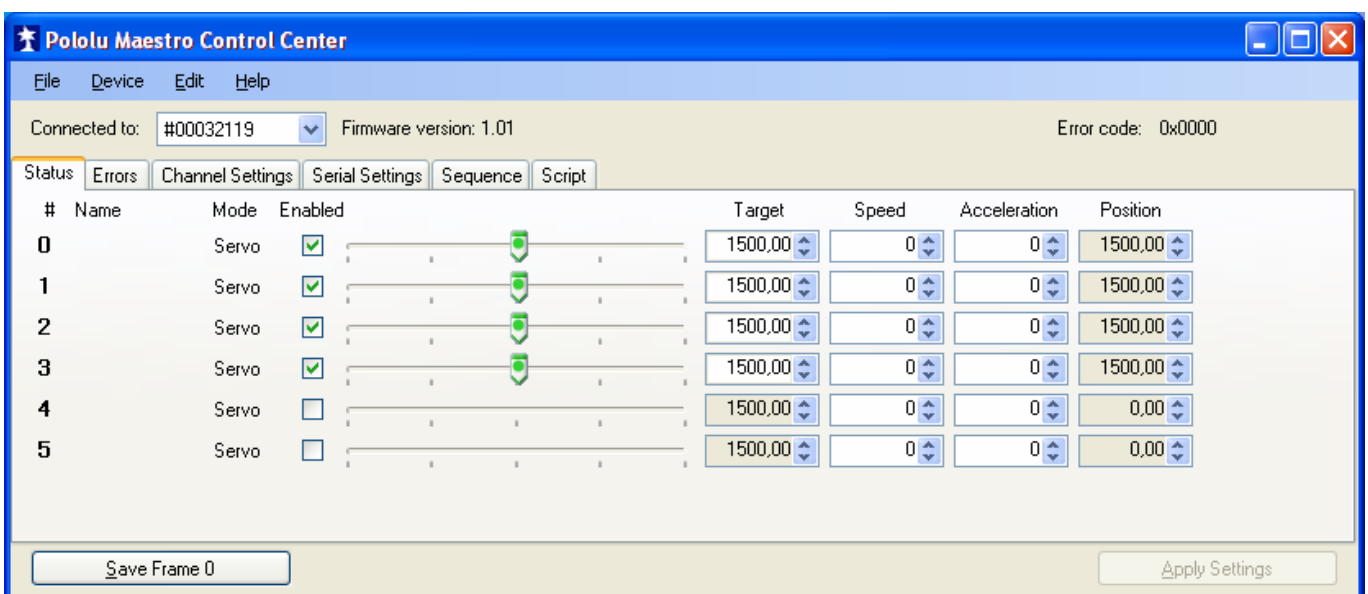 Pololu Maestro Control Center
File Device Edit Help
Connected to: #00032119 Firmware version: 1.01 Error code: 0x0000
Status Errors Channel Settings Serial Settings Sequence Script
# Name Mode Enabled Target Speed Acceleration Position
0 Servo 1500,00 0 0 1500,00
1 Servo 1500,00 0 0 1500,00
2 Servo 1500,00 0 0 1500,00
3 Servo 1500,00 0 0 1500,00
4 Servo 1500,00 0 0 0,00
5 Servo 1500,00 0 0 0,00
Save Frame 0 Apply Settings